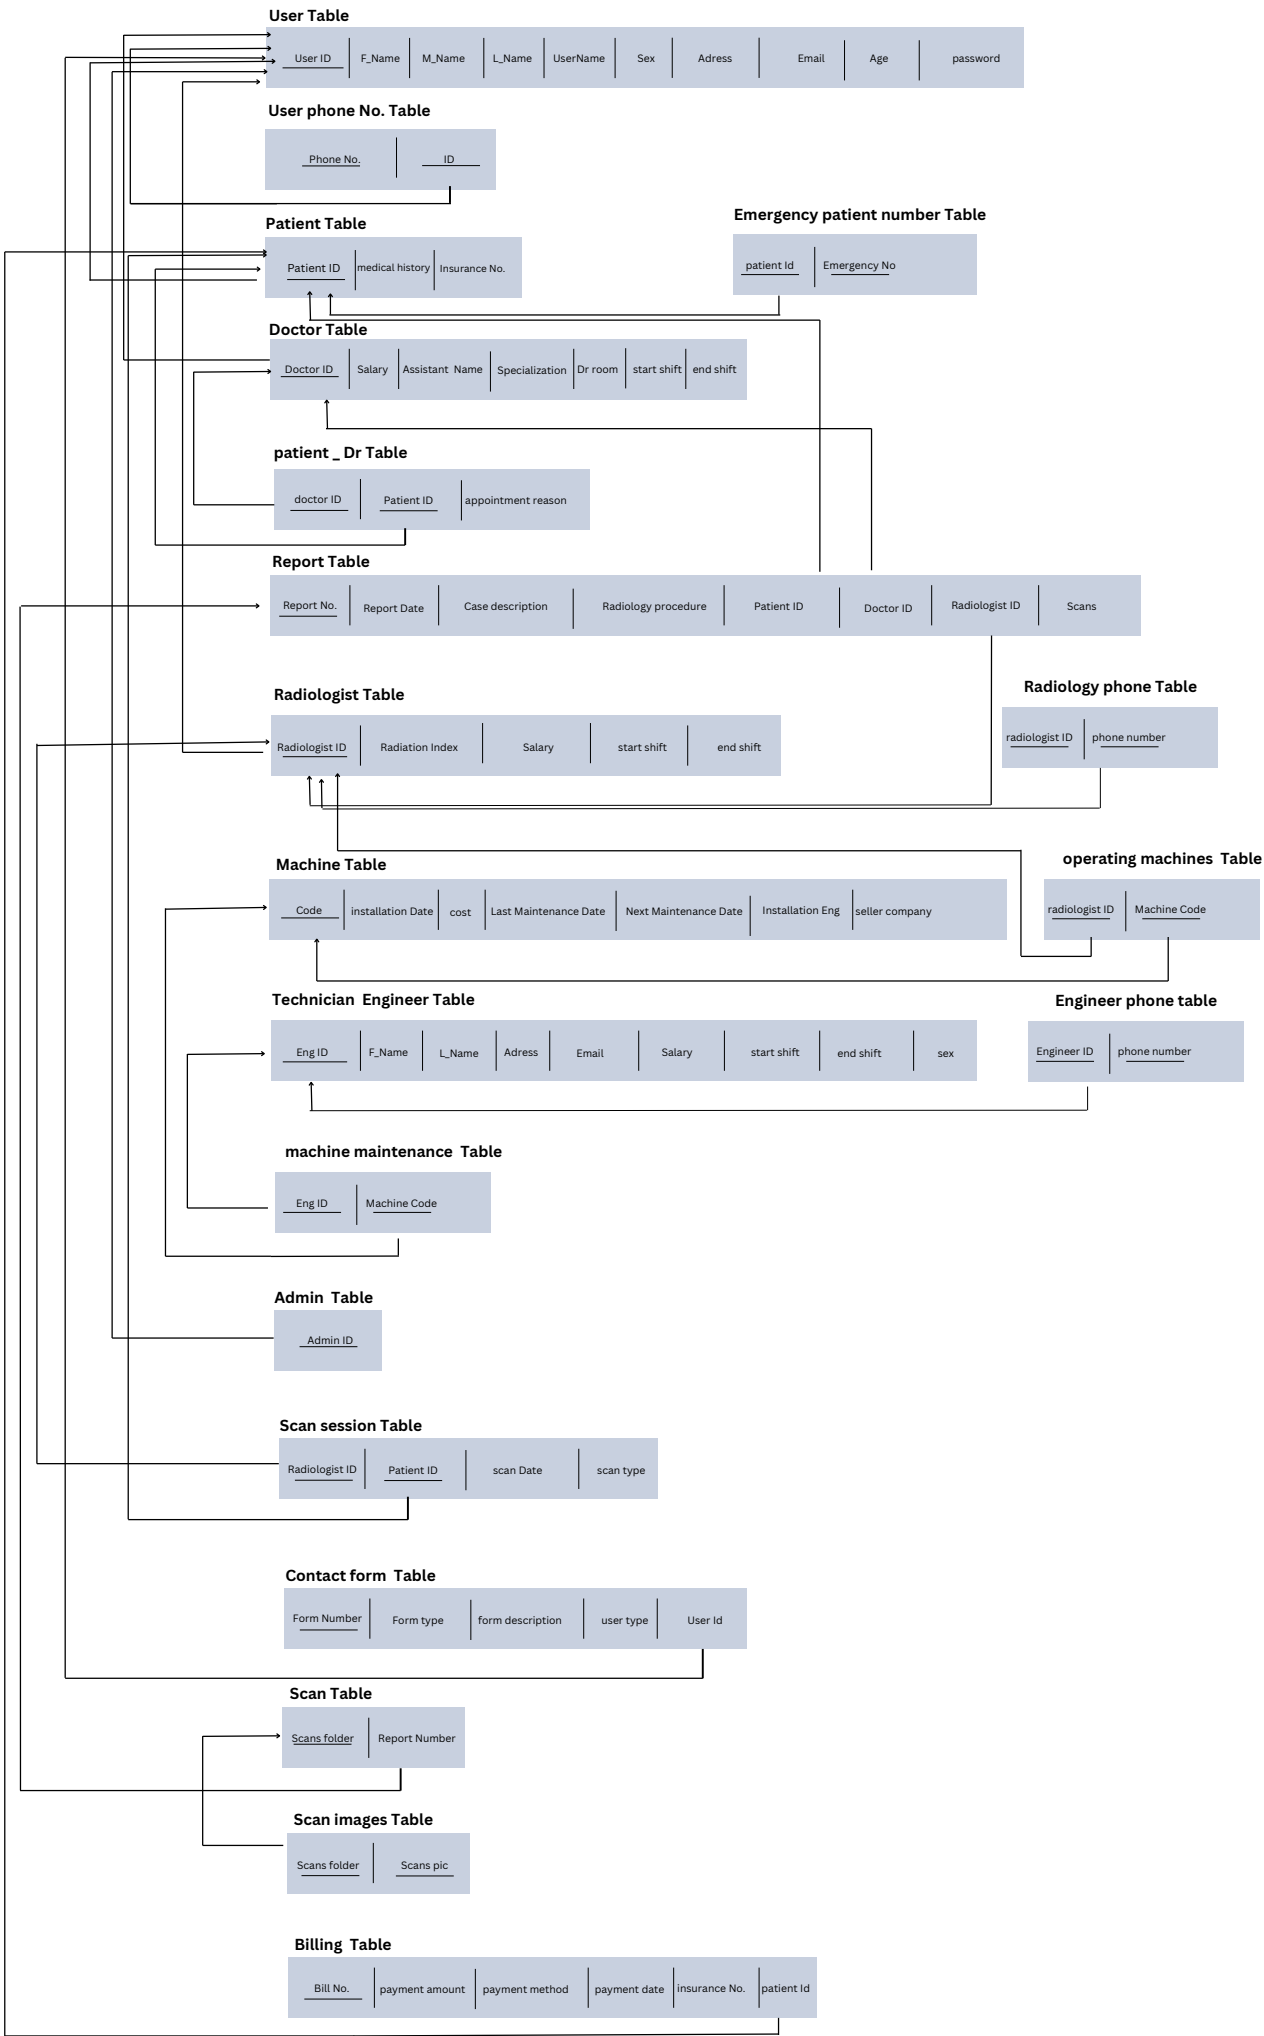 User Table
User ID F_Name M_Name L_Name UserName Sex Adress Email Age password
User phone No. Table
Phone No. ID
Patient Table
Patient ID medical history Insurance No.
Emergency patient number Table
patient Id Emergency No
Doctor Table
Doctor ID Salary Assistant Name Specialization Dr room start shift end shift
patient _ Dr Table
doctor ID Patient ID appointment reason
Report Table
Report No. Report Date Case description Radiology procedure Patient ID Doctor ID Radiologist ID Scans
Radiologist Table
Radiologist ID Radiation Index Salary start shift end shift
Radiology phone Table
radiologist ID phone number
Machine Table
Code installation Date cost Last Maintenance Date Next Maintenance Date Installation Eng seller company
operating machines Table
radiologist ID Machine Code
Technician Engineer Table
Eng ID F_Name L_Name Adress Email Salary start shift end shift sex
Engineer phone table
Engineer ID phone number
machine maintenance Table
Eng ID Machine Code
Admin Table
Admin ID
Scan session Table
Radiologist ID Patient ID scan Date scan type
Contact form Table
Form Number Form type form description user type User Id
Scan Table
Scans folder Report Number
Scan images Table
Scans folder Scans pic
Billing Table
Bill No. payment amount payment method payment date insurance No. patient Id